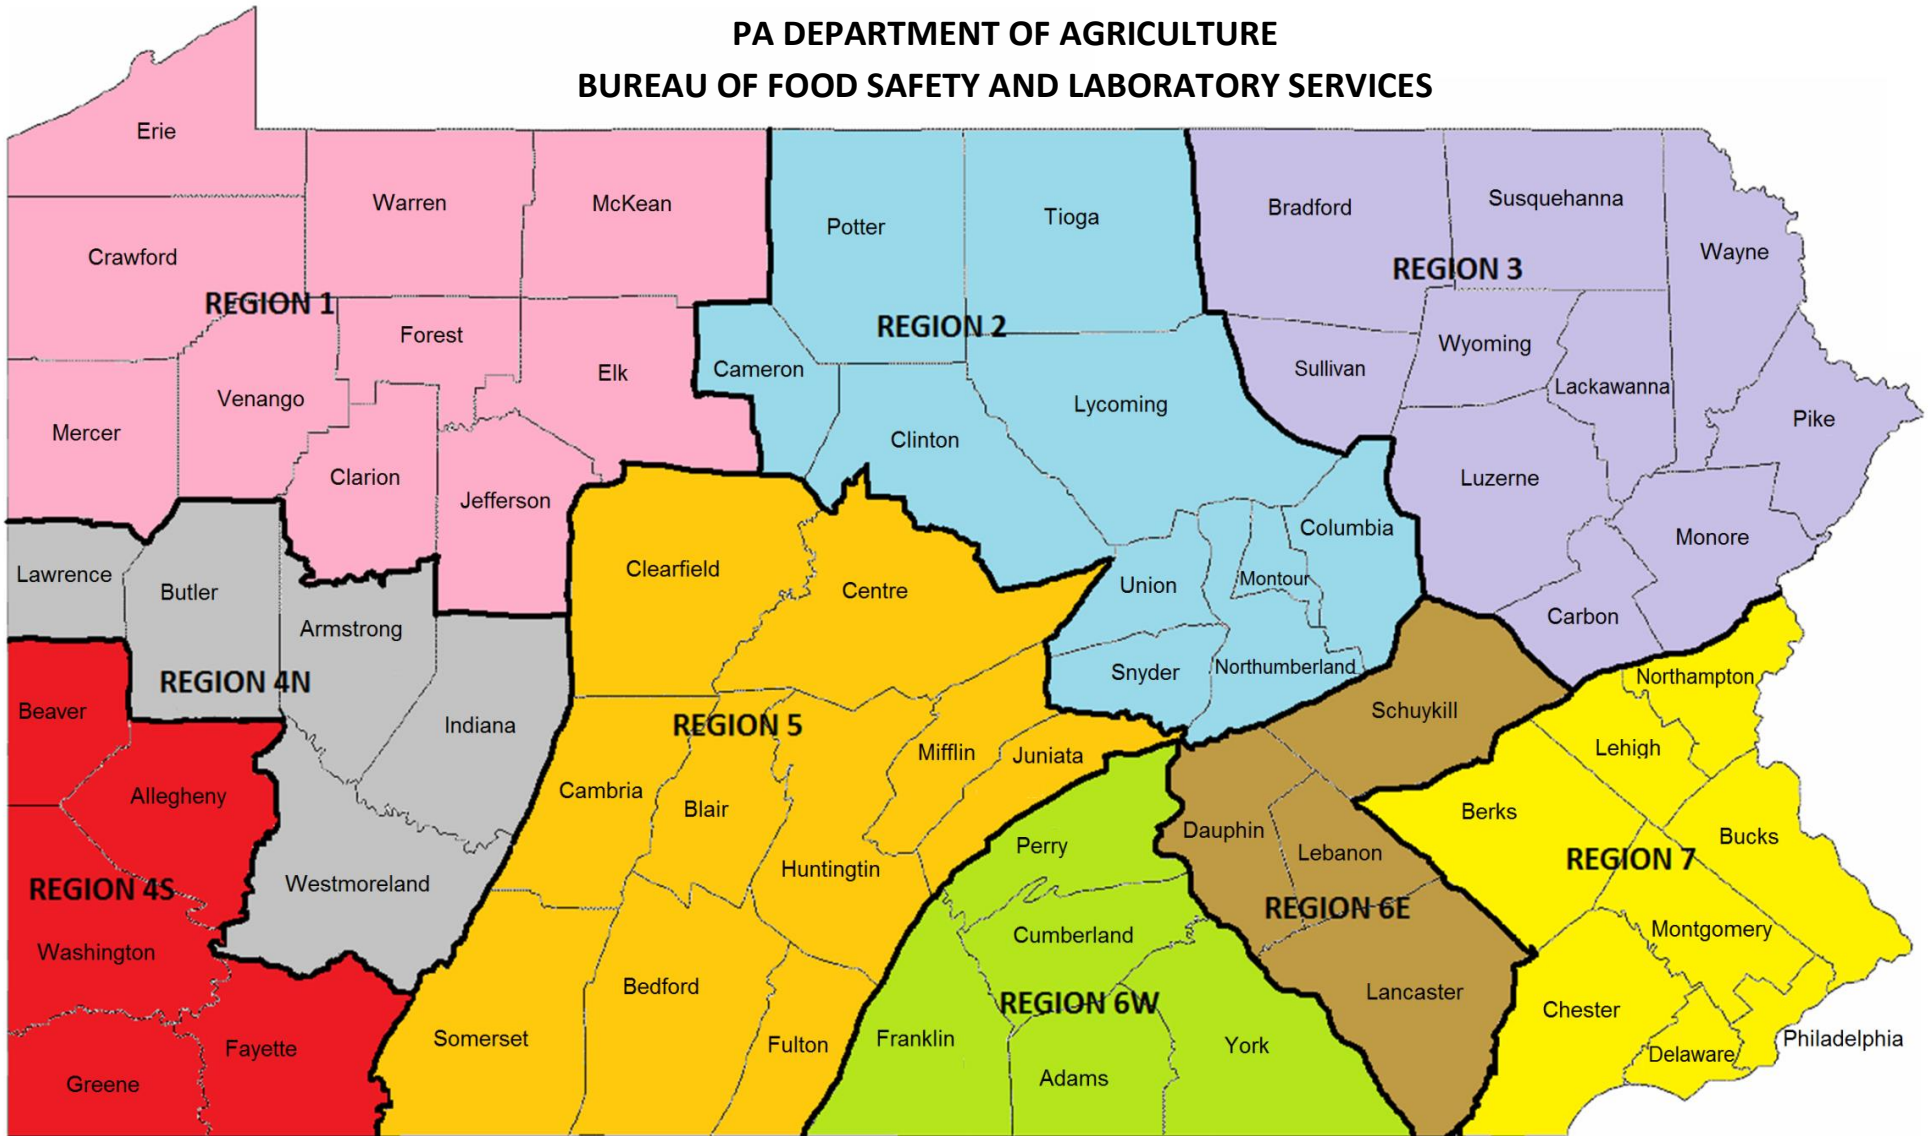 PA DEPARTMENT OF AGRICULTURE
BUREAU OF FOOD SAFETY AND LABORATORY SERVICES
Erie
Warren
McKean
Crawford
REGION 1
Forest
Elk
Venango
Mercer
Clarion
Jefferson
Potter
Tioga
REGION 2
Cameron
Lycoming
Clinton
Columbia
Union
Montour
Snyder
Northumberland
Bradford
Susquehanna
Wayne
REGION 3
Wyoming
Sullivan
Lackawanna
Pike
Luzerne
Monore
Carbon
Lawrence
Butler
Armstrong
REGION 4N
Indiana
Westmoreland
Beaver
Allegheny
REGION 4S
Washington
Fayette
Greene
Clearfield
Centre
REGION 5
Mifflin
Juniata
Cambria
Blair
Huntingtin
Bedford
Somerset
Fulton
Perry
Cumberland
REGION 6W
Franklin
York
Adams
Schuykill
Dauphin
Lebanon
REGION 6E
Lancaster
Northampton
Lehigh
Berks
Bucks
REGION 7
Montgomery
Chester
Philadelphia
Delaware